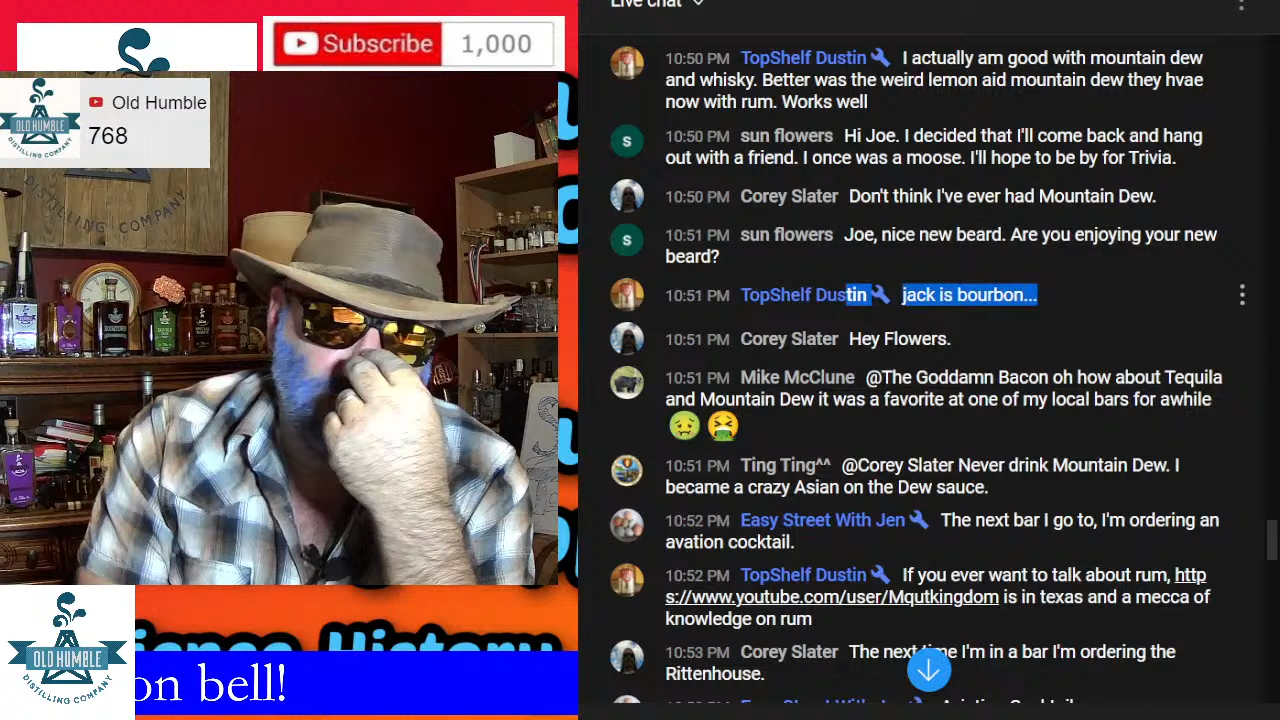 Subscribe 1,000
Old Humble
768
OLD HUMBLE
DISTILLING COMPANY
DISTILLING COMPANY
OLD HUMBLE
DISTILLING COMPANY
on bell!
Live chat
10:50 PM TopShelf Dustin I actually am good with mountain dew
and whisky. Better was the weird lemon aid mountain dew they hvae
now with rum. Works well
S
10:50 PM sun flowers Hi Joe. I decided that I'll come back and hang
out with a friend. I once was a moose. I'll hope to be by for Trivia.
10:50 PM Corey Slater Don't think I've ever had Mountain Dew.
S
10:51 PM sun flowers Joe, nice new beard. Are you enjoying your new
beard?
10:51 PM TopShelf Dustin jack is bourbon...
10:51 PM Corey Slater Hey Flowers.
10:51 PM Mike McClune @The Goddamn Bacon oh how about Tequila
and Mountain Dew it was a favorite at one of my local bars for awhile
10:51 PM Ting Ting^^ @Corey Slater Never drink Mountain Dew. I
became a crazy Asian on the Dew sauce.
10:52 PM Easy Street With Jen The next bar I go to, I'm ordering an
avation cocktail.
10:52 PM TopShelf Dustin If you ever want to talk about rum, http
s://www.youtube.com/user/Mqutkingdom is in texas and a mecca of
knowledge on rum
10:53 PM Corey Slater The next time I'm in a bar I'm ordering the
Rittenhouse.